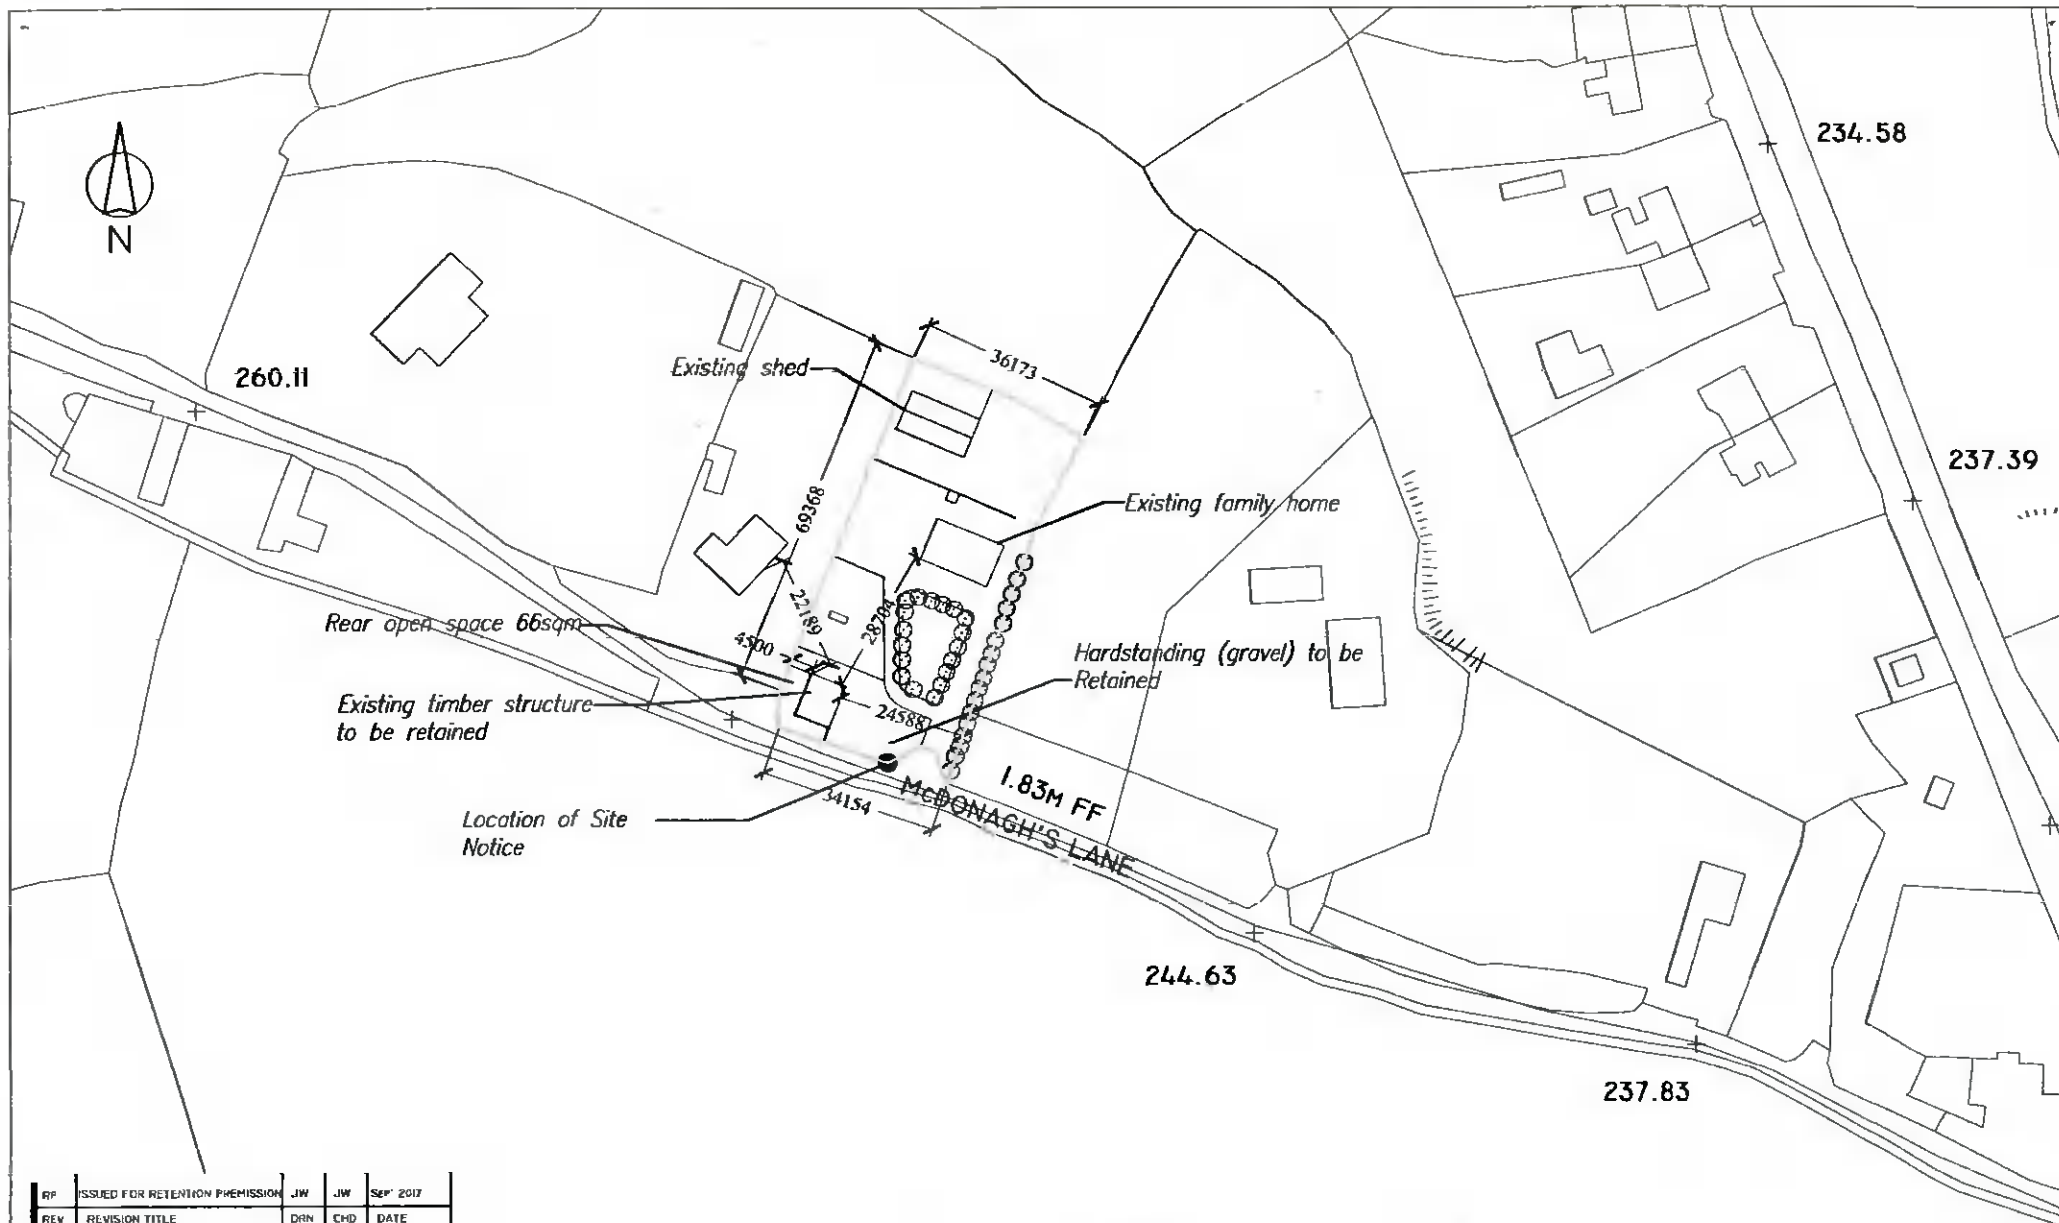 234.58
N
36173
Existing shed
260.11
237.39
69368
Existing family home
22189
28704
Rear open space 66sqm
4500
Hardstanding (gravel) to be
Retained
Existing timber structure
to be retained
24588
1.83M FF
34154
McDONAGH'S LANE
Location of Site
Notice
244.63
237.83
RP ISSUED FOR RETENTION PREMISSION JW JW SEP' 2017
REV REVISION TITLE DRN CHD DATE